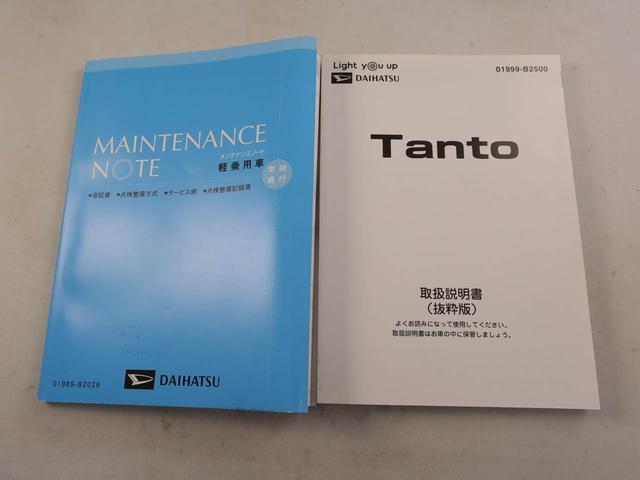 MAINTENANCE
NOTE
メンテナンスノート
軽乗用車
常時
携行
●保証書 ●点検整備方式 ●サービス網 ●点検整備記録簿
DAIHATSU
01989-B2028
Light you up
DAIHATSU
01999-B2500
Tanto
取扱説明書
(抜粋版)
よくお読みになって使用してください。
取扱説明書はお車の中に保管しましょう。